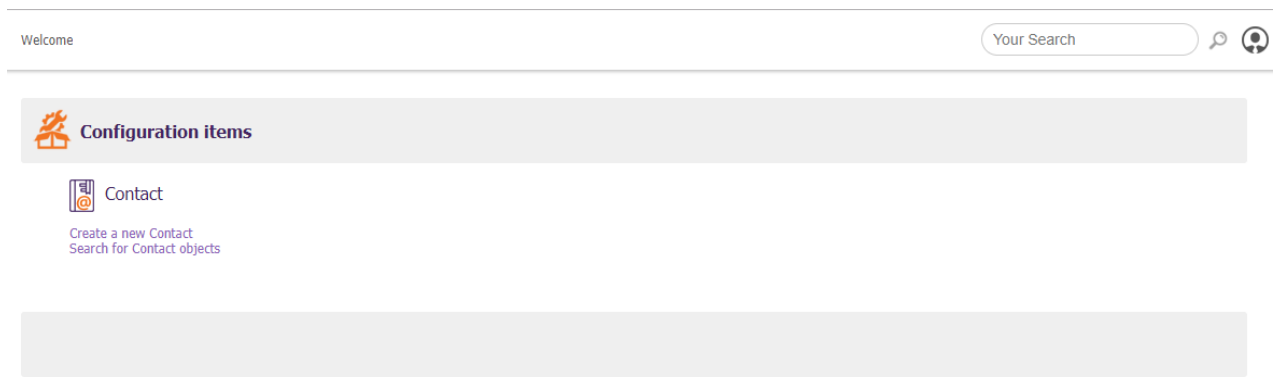 Welcome
Your Search
Configuration items
Contact
Create a new Contact
Search for Contact objects